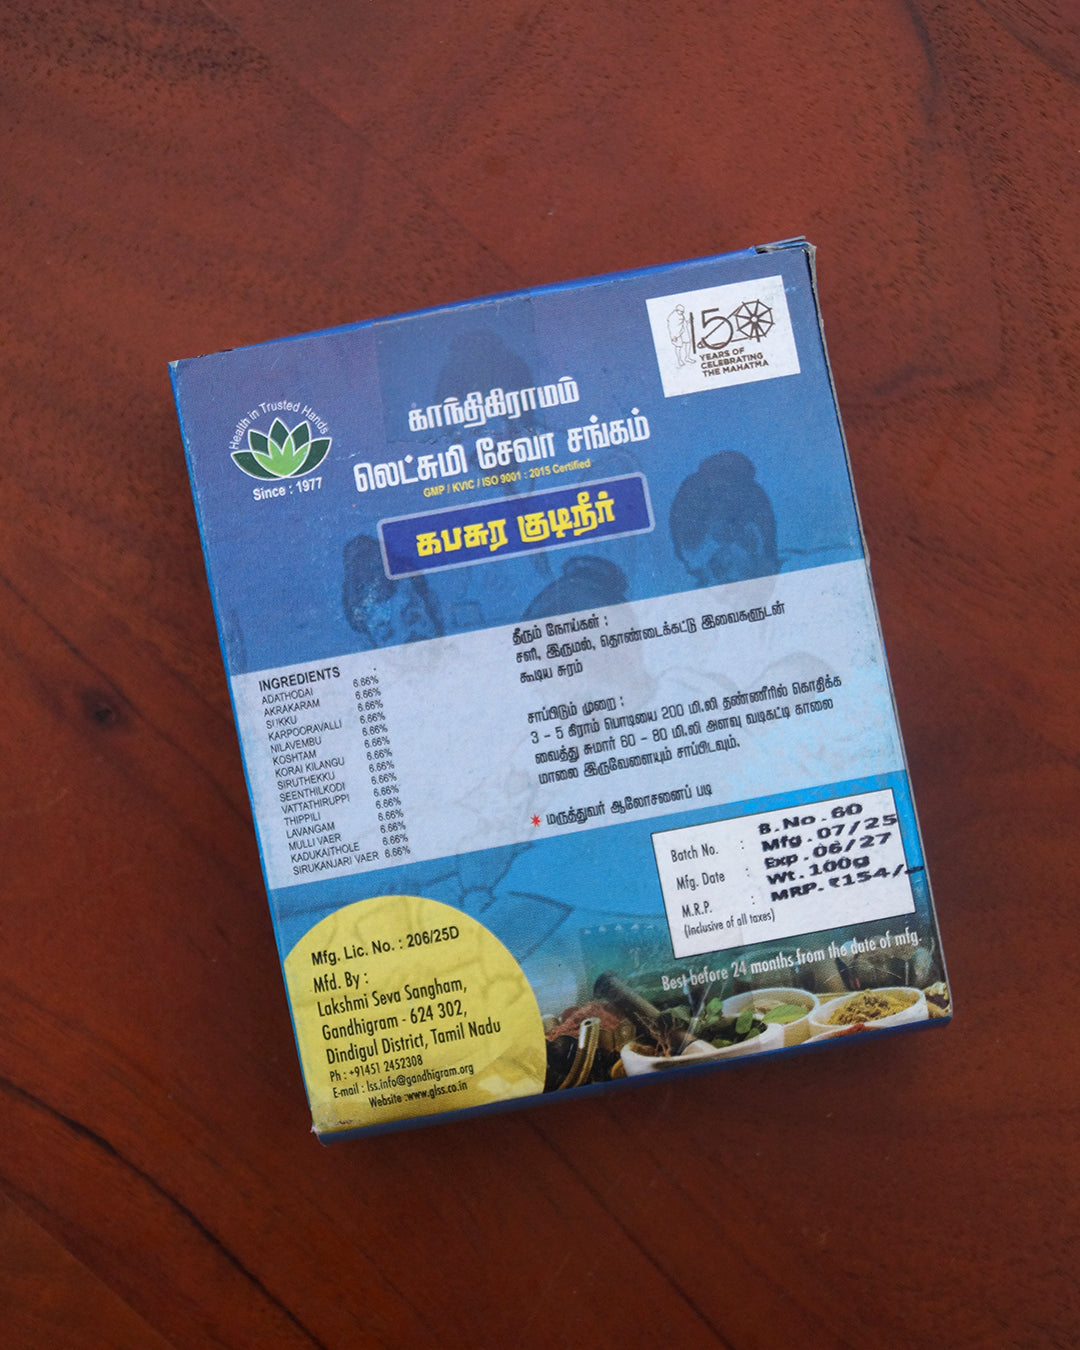 150
YEARS OF
CELEBRATING
THE MAHATMA
Health in Trusted Hands
Since : 1977
காந்திகிராமம்
லெட்சுமி சேவா சங்கம்
GMP / KVIC / ISO 9001 : 2015 Certified
கபசுர குடிநீர்
INGREDIENTS
ADATHODAI 6.66%
AKRAKARAM 6.66%
SUKKU 6.66%
KARPOORAVALLI 6.66%
NILAVEMBU 6.66%
KOSHTAM 6.66%
KORAI KILANGU 6.66%
SIRUTHEKKU 6.66%
SEENTHILKODI 6.66%
VATTATHIRUPPI 6.66%
THIPPILI 6.66%
LAVANGAM 6.66%
MULLI VAER 6.66%
KADUKAITHOLE 6.66%
SIRUKANJARI VAER 6.66%
தீரும் நோய்கள் :
சளி, இருமல், தொண்டைக்கட்டு இவைகளுடன்
கூடிய சுரம்
சாப்பிடும் முறை :
3 - 5 கிராம் பொடியை 200 மி.லி தண்ணீரில் கொதிக்க
வைத்து சுமார் 60 - 80 மி.லி அளவு வடிகட்டி காலை
மாலை இருவேளையும் சாப்பிடவும்.
* மருத்துவர் ஆலோசனைப் படி
Batch No. : B.No. 60
Mfg. Date : Mfg. 07/25
Exp. 06/27
Wt. 100g
M.R.P. : MRP. ₹154/-
(Inclusive of all taxes)
Best before 24 months from the date of mfg.
Mfg. Lic. No. : 206/25D
Mfd. By :
Lakshmi Seva Sangham,
Gandhigram - 624 302,
Dindigul District, Tamil Nadu
Ph : +91451 2452308
E-mail : lss.info@gandhigram.org
Website :www.glss.co.in